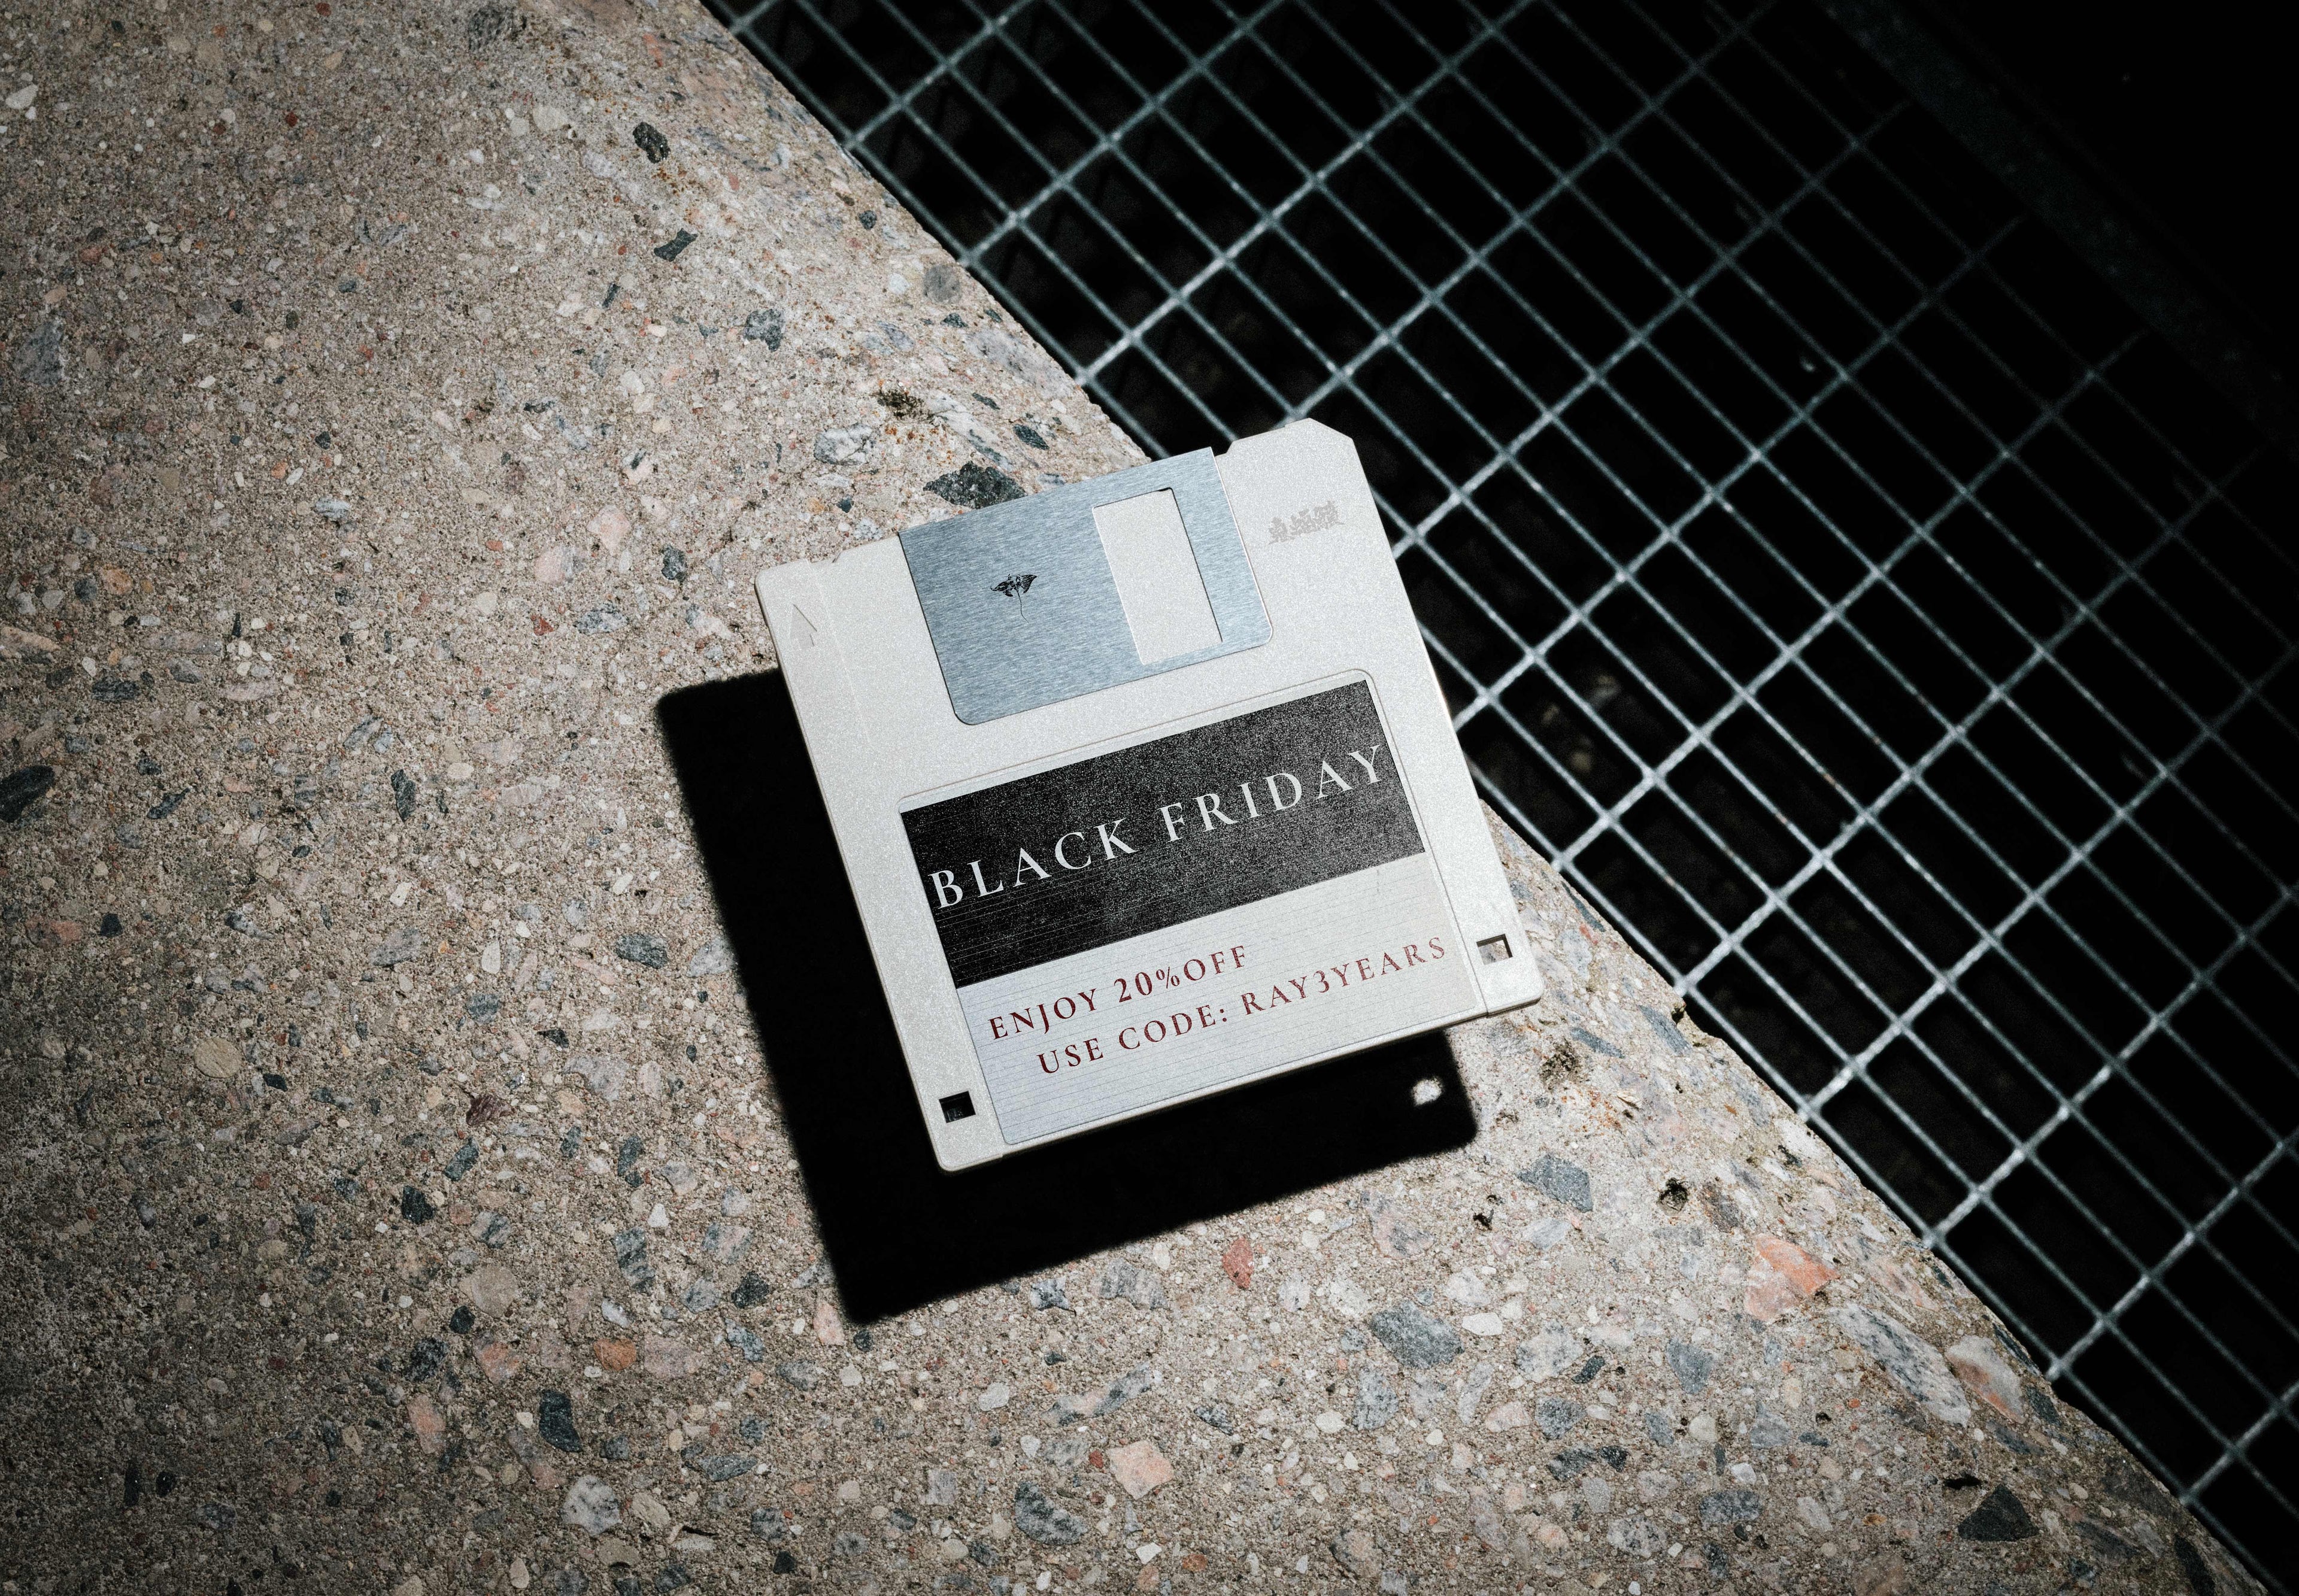 BLACK FRIDAY
ENJOY 20%OFF
USE CODE: RAY3YEARS